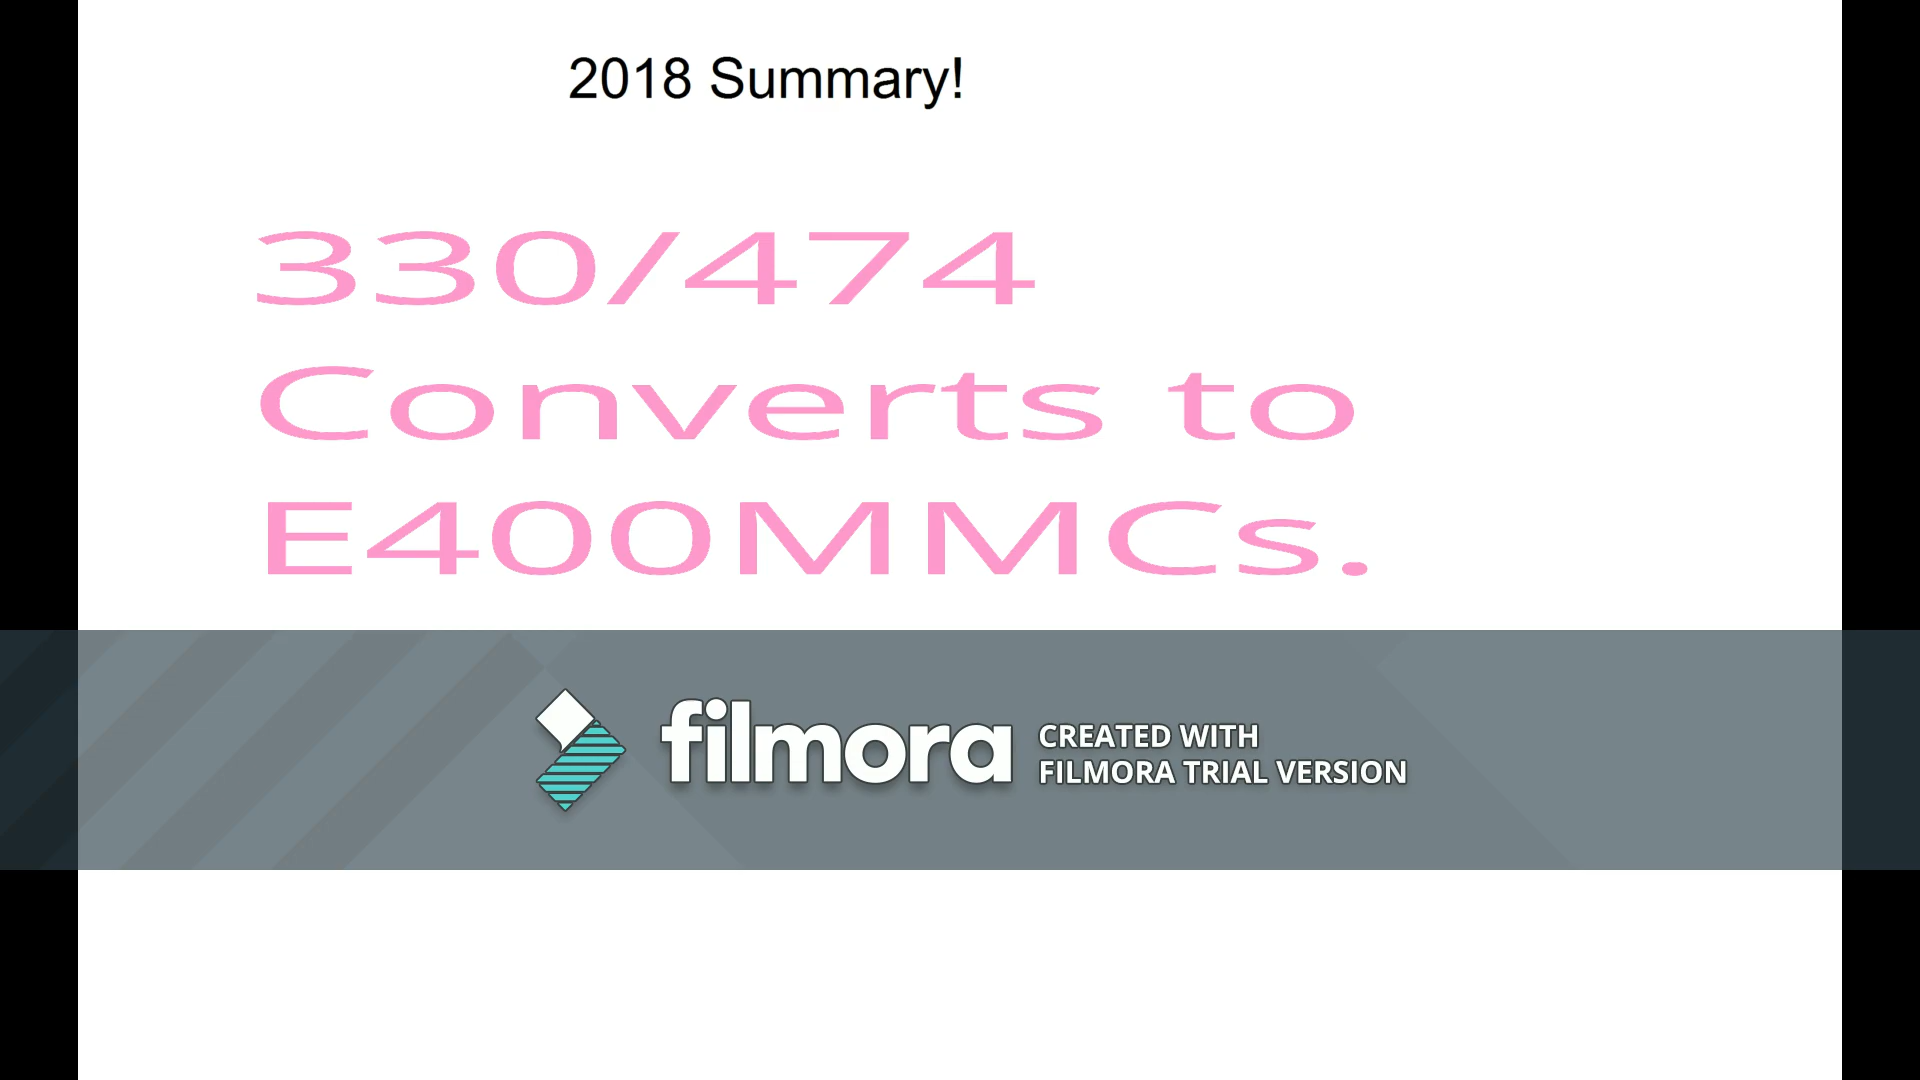 2018 Summary!
330/474
Converts to
E400MMCs.
filmora
CREATED WITH
FILMORA TRIAL VERSION